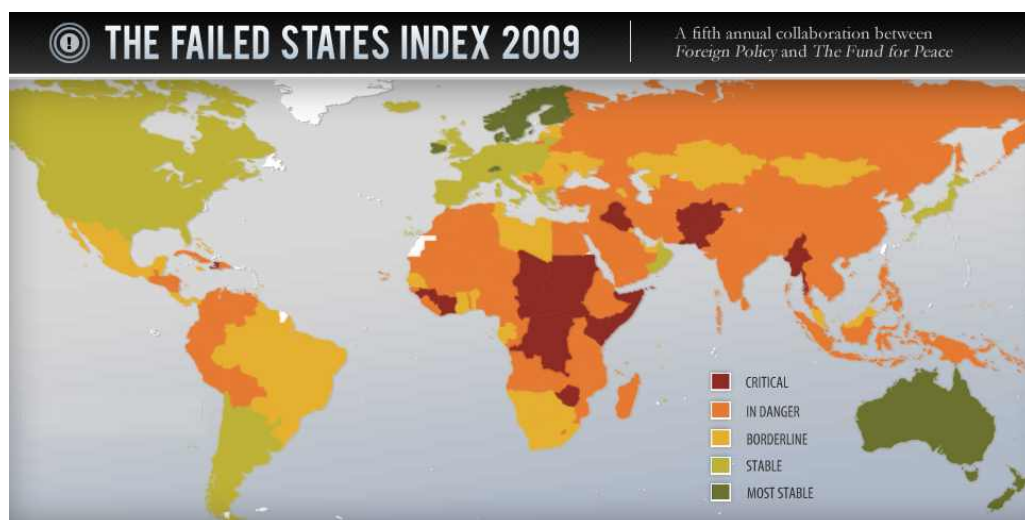 THE FAILED STATES INDEX 2009
A fifth annual collaboration between
Foreign Policy and The Fund for Peace
CRITICAL
IN DANGER
BORDERLINE
STABLE
MOST STABLE